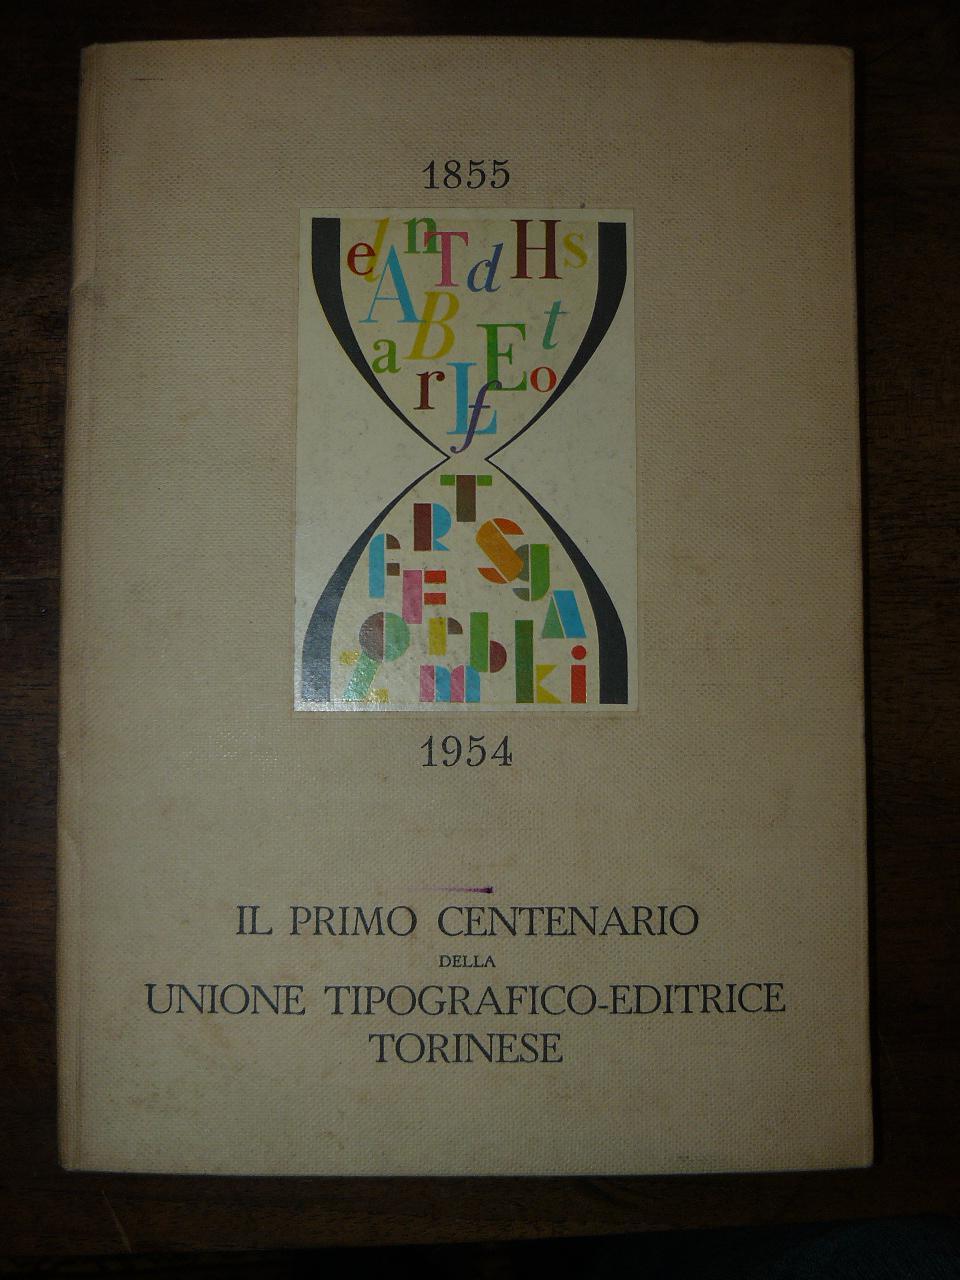 1855
e d A n T d H s
a B E t
r L f o
T
f R S g
F E A
o r b l
z m k i
1954
IL PRIMO CENTENARIO
DELLA
UNIONE TIPOGRAFICO-EDITRICE
TORINESE